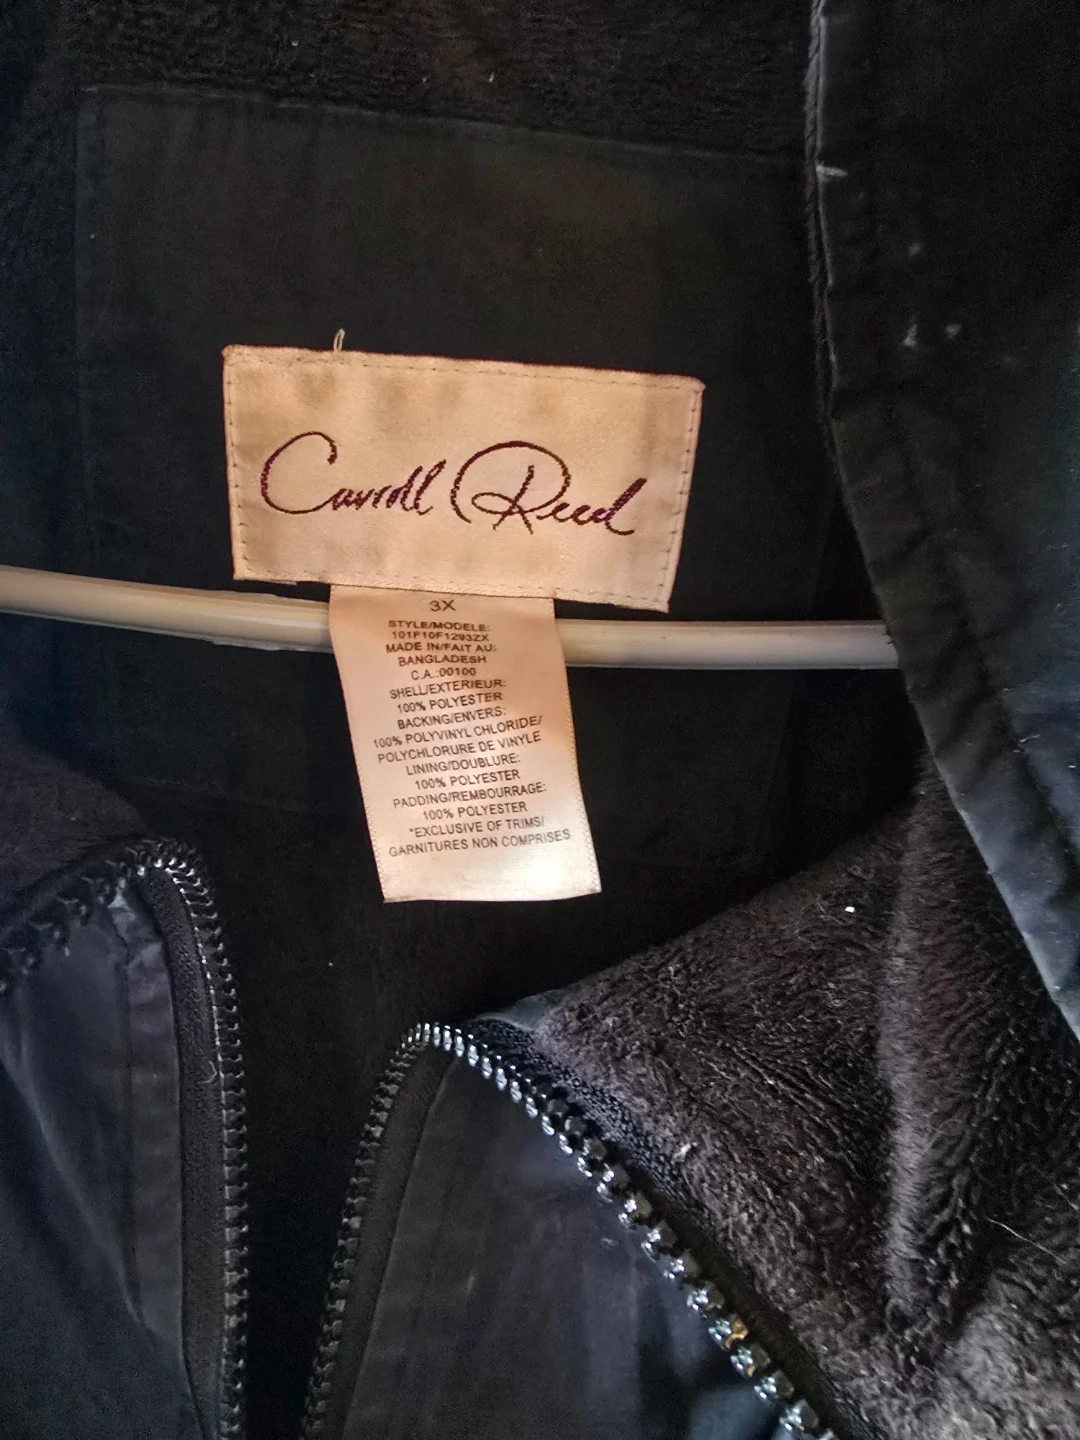 Carroll Reed
3X
STYLE/MODELE:
101F10F1293ZX
MADE IN/FAIT AU:
BANGLADESH
C.A.:00100
SHELL/EXTERIEUR:
100% POLYESTER
BACKING/ENVERS:
100% POLYVINYL CHLORIDE/
POLYCHLORURE DE VINYLE
LINING/DOUBLURE:
100% POLYESTER
PADDING/REMBOURRAGE:
100% POLYESTER
*EXCLUSIVE OF TRIMS/
GARNITURES NON COMPRISES